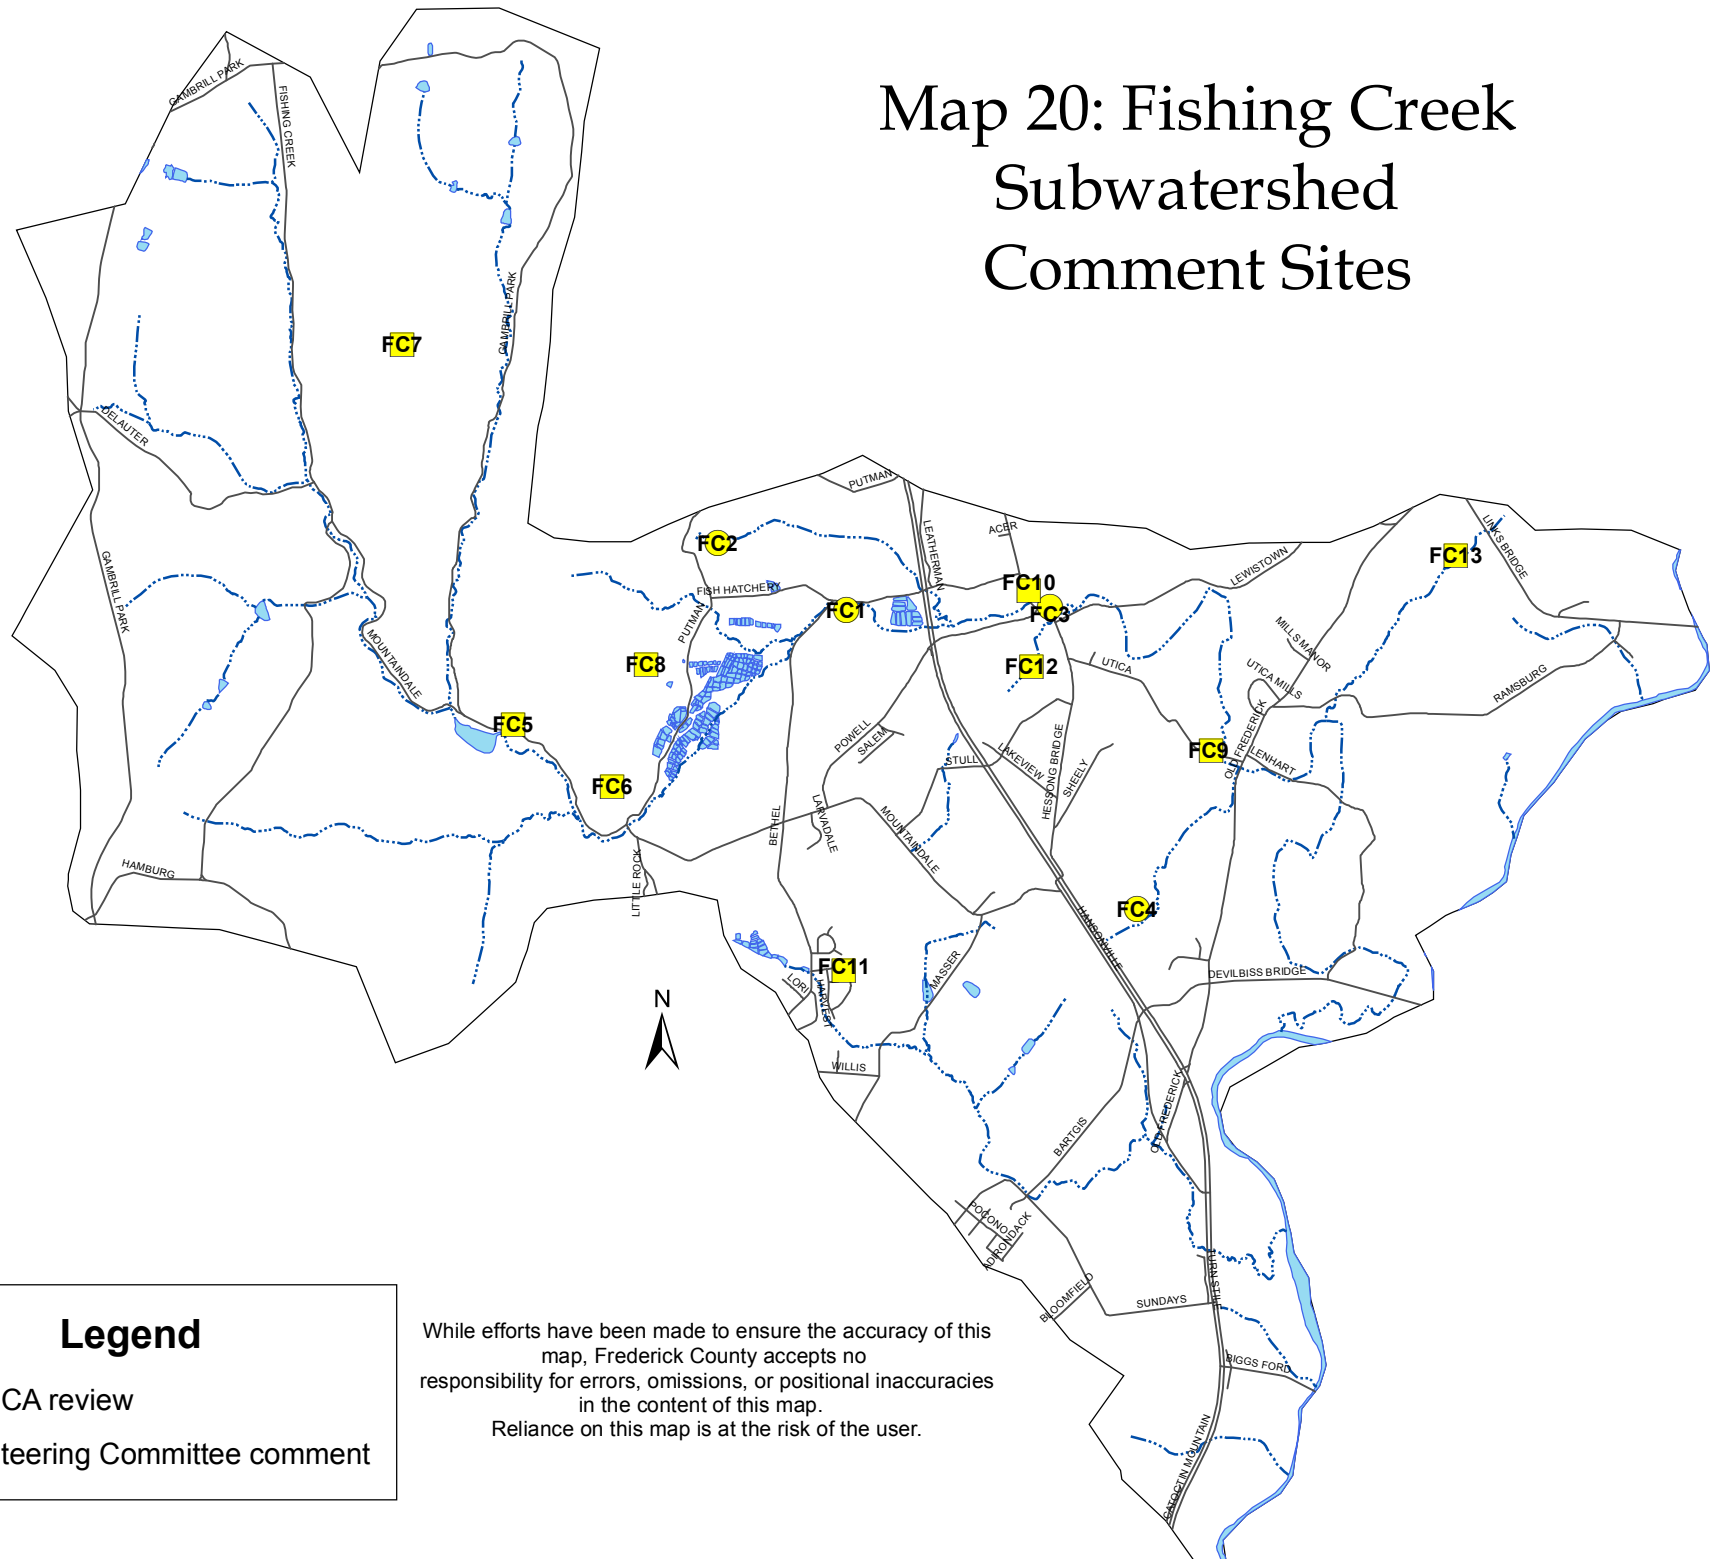 Map 20: Fishing Creek
Subwatershed
Comment Sites
GAMBRILL PARK
FISHING CREEK
GAMBRILL PARK
FC7
DELAUTER
GAMBRILL PARK
MOUNTAINDALE
HAMBURG
FC5
FC6
FC8
LITTLE ROCK
PUTMAN
FC2
FISH HATCHERY
PUTMAN
FC1
LEATHERMAN
ACER
FC10
FC3
FC12
UTICA
LEWISTOWN
MILLS MANOR
UTICA MILLS
FC13
LINKS BRIDGE
RAMSBURG
OLD FREDERICK
FC9
LENHART
POWELL
SALEM
STULL
LAKEVIEW
HESSONG BRIDGE
SHEELY
BETHEL
LARVADALE
MOUNTAINDALE
FC4
HANSONVILLE
DEVILBISS BRIDGE
FC11
LORI
HARVEST
MASSER
WILLIS
N
BARTGIS
OLD FREDERICK
POCONO
ADIRONDACK
BLOOMFIELD
SUNDAYS
TURN STILE
BIGGS FORD
CATOCTIN MOUNTAIN
Legend
CA review
teering Committee comment
While efforts have been made to ensure the accuracy of this
map, Frederick County accepts no
responsibility for errors, omissions, or positional inaccuracies
in the content of this map.
Reliance on this map is at the risk of the user.